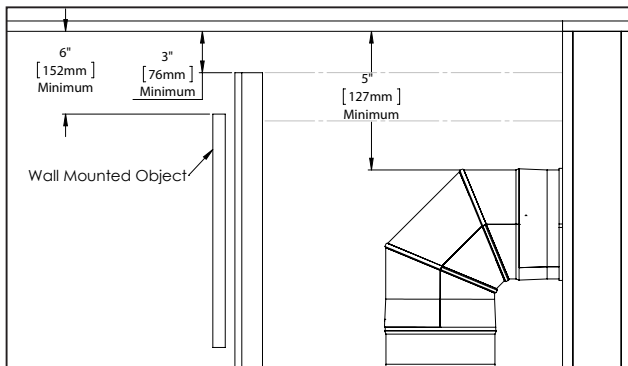 6"
[152mm]
Minimum
3"
[76mm]
Minimum
5"
[127mm]
Minimum
Wall Mounted Object